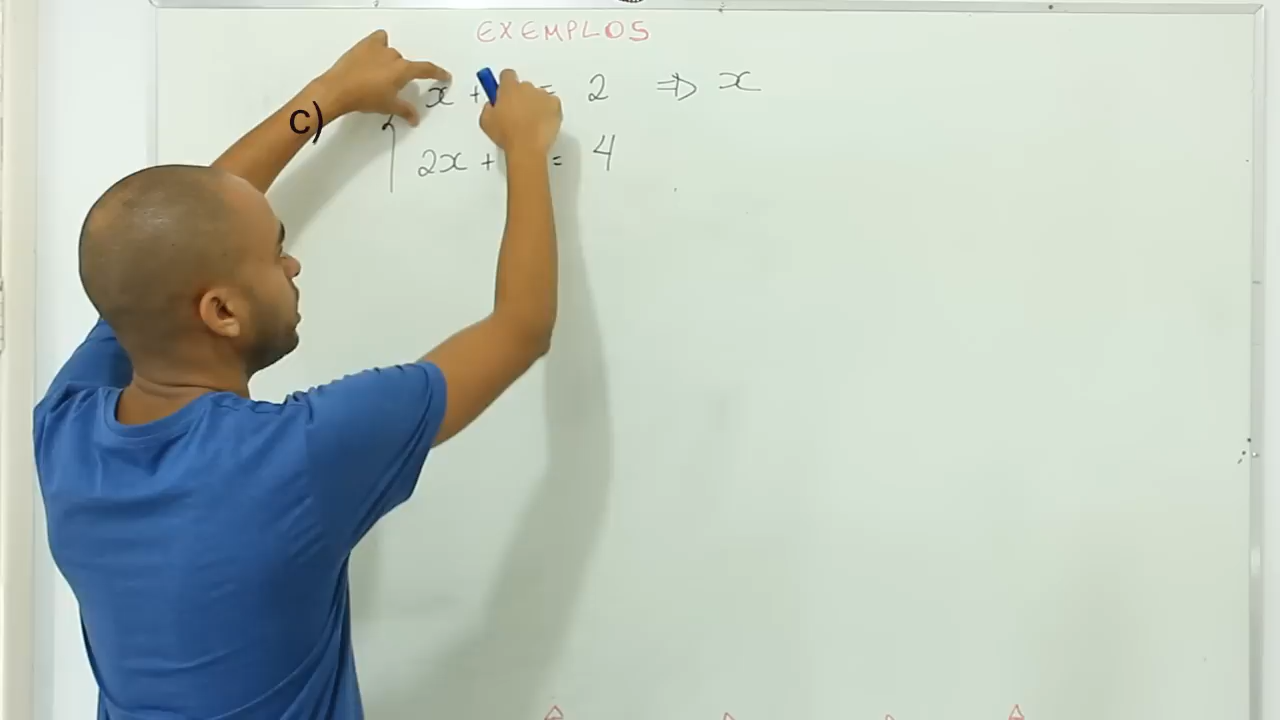 EXEMPLOS
c)
x + = 2 ⇒ x
2x + = 4